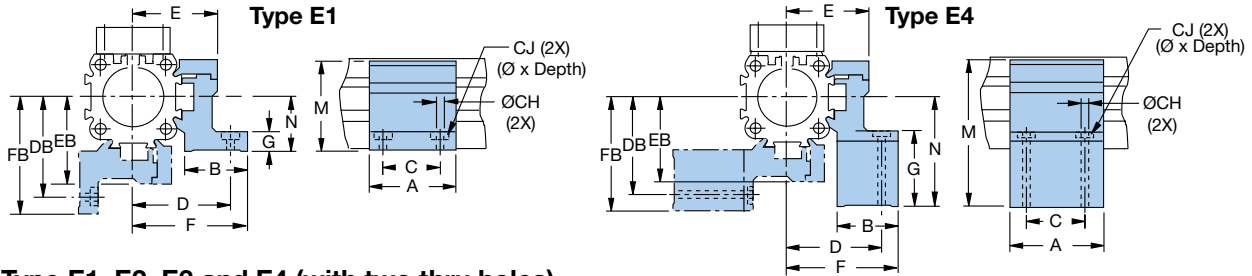 E
Type E1
CJ (2X)
(Ø x Depth)
M
N
ØCH
(2X)
FB
DB
EB
G
B
C
A
D
F
E
Type E4
CJ (2X)
(Ø x Depth)
M
N
ØCH
(2X)
FB
DB
EB
G
B
C
A
D
F
Type E1, E2, E3 and E4 (with two thru holes)